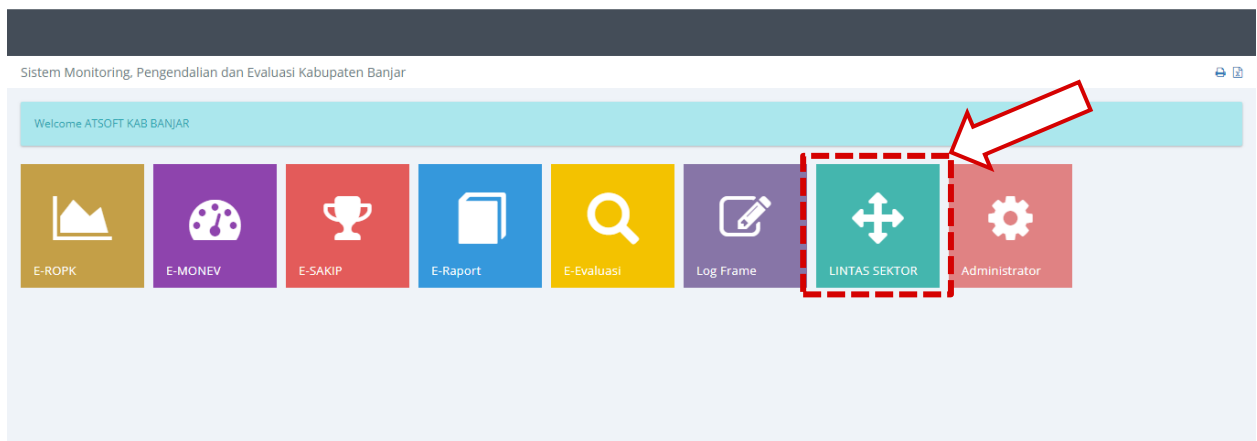 Sistem Monitoring, Pengendalian dan Evaluasi Kabupaten Banjar
Welcome ATSOFT KAB BANJAR
E-ROPK
E-MONEV
E-SAKIP
E-Raport
E-Evaluasi
Log Frame
LINTAS SEKTOR
Administrator